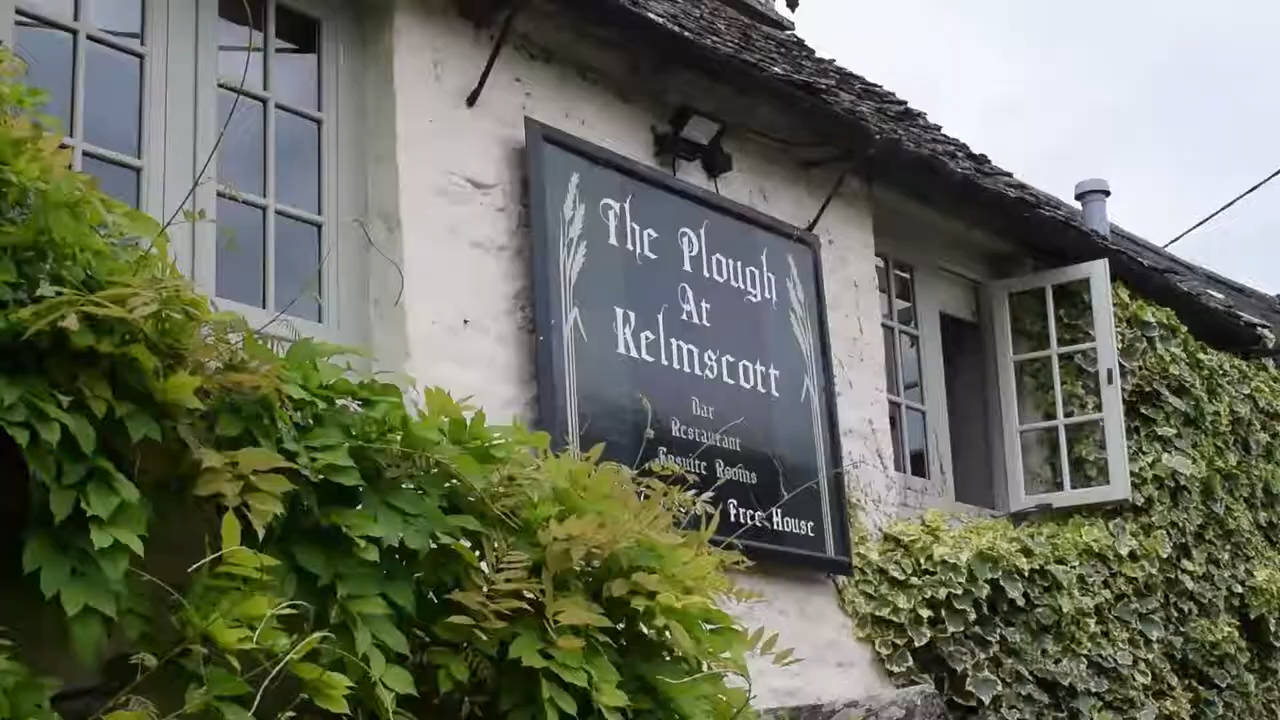 The Plough
At
Kelmscott
Bar
Restaurant
Ensuite Rooms
Free House